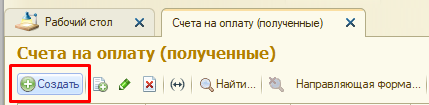 Рабочий стол
Счета на оплату (полученные)
Счета на оплату (полученные)
Создать
Найти...
Направляющая форма...